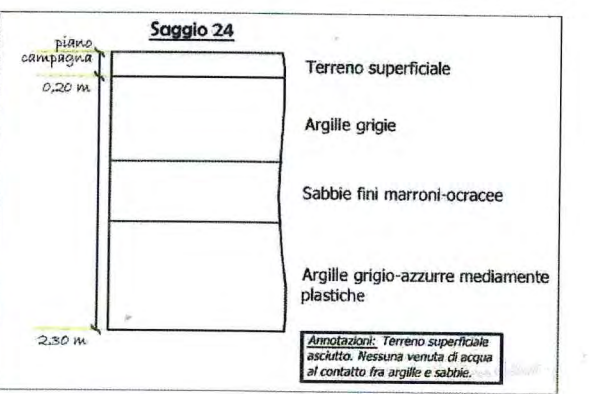 Saggio 24
piano
campagna
0,20 m
Terreno superficiale
Argille grigie
Sabbie fini marroni-ocracee
Argille grigio-azzurre mediamente
plastiche
2.30 m
Annotazioni: Terreno superficiale
asciutto. Nessuna venuta di acqua
al contatto fra argille e sabbie.